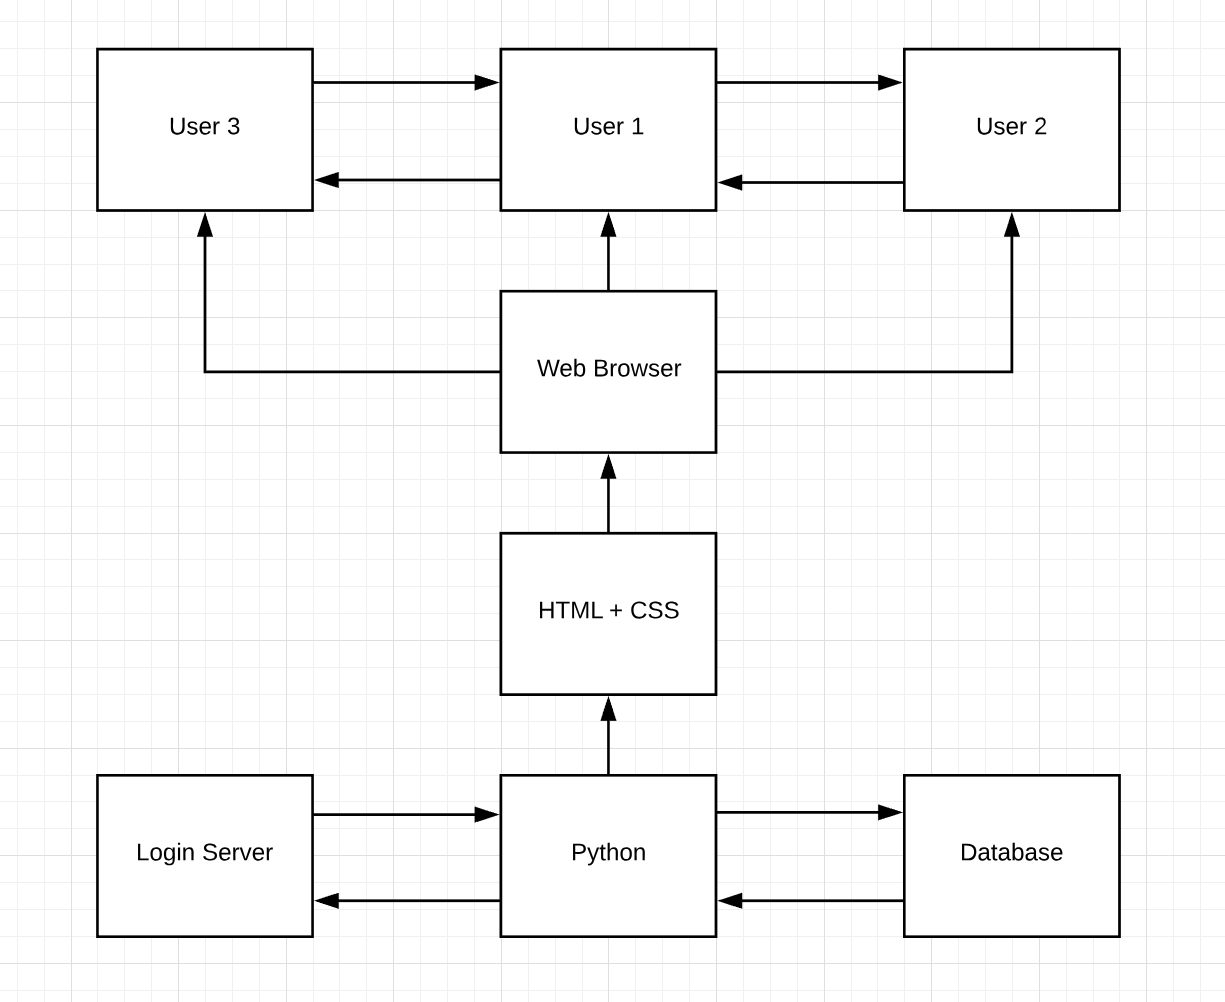 User 3
User 1
User 2
Web Browser
HTML + CSS
Login Server
Python
Database